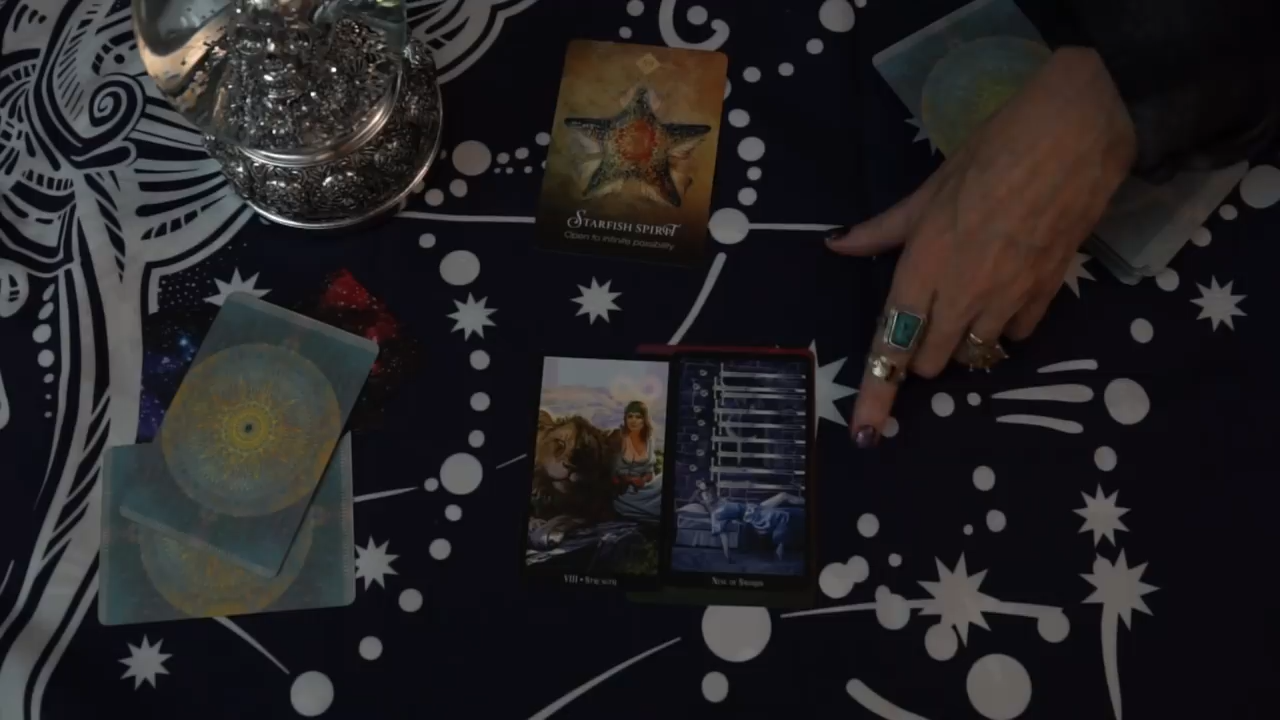 STARFISH SPIRIT
Open to infinite possibility.
VIII • STRENGTH
NINE OF SWORDS